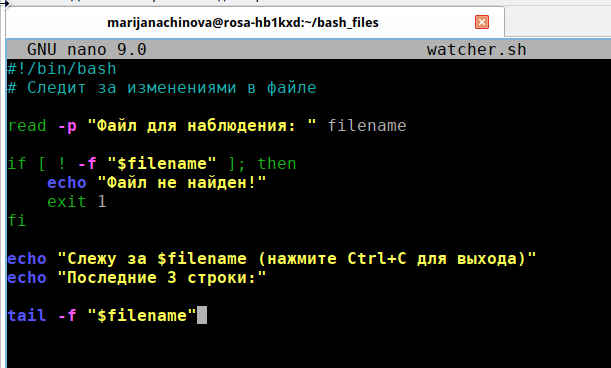 marijanachinova@rosa-hb1kxd:~/bash_files
GNU nano 9.0 watcher.sh
#!/bin/bash
# Следит за изменениями в файле
read -p "Файл для наблюдения: " filename
if [ ! -f "$filename" ]; then
    echo "Файл не найден!"
    exit 1
fi
echo "Слежу за $filename (нажмите Ctrl+C для выхода)"
echo "Последние 3 строки:"
tail -f "$filename"